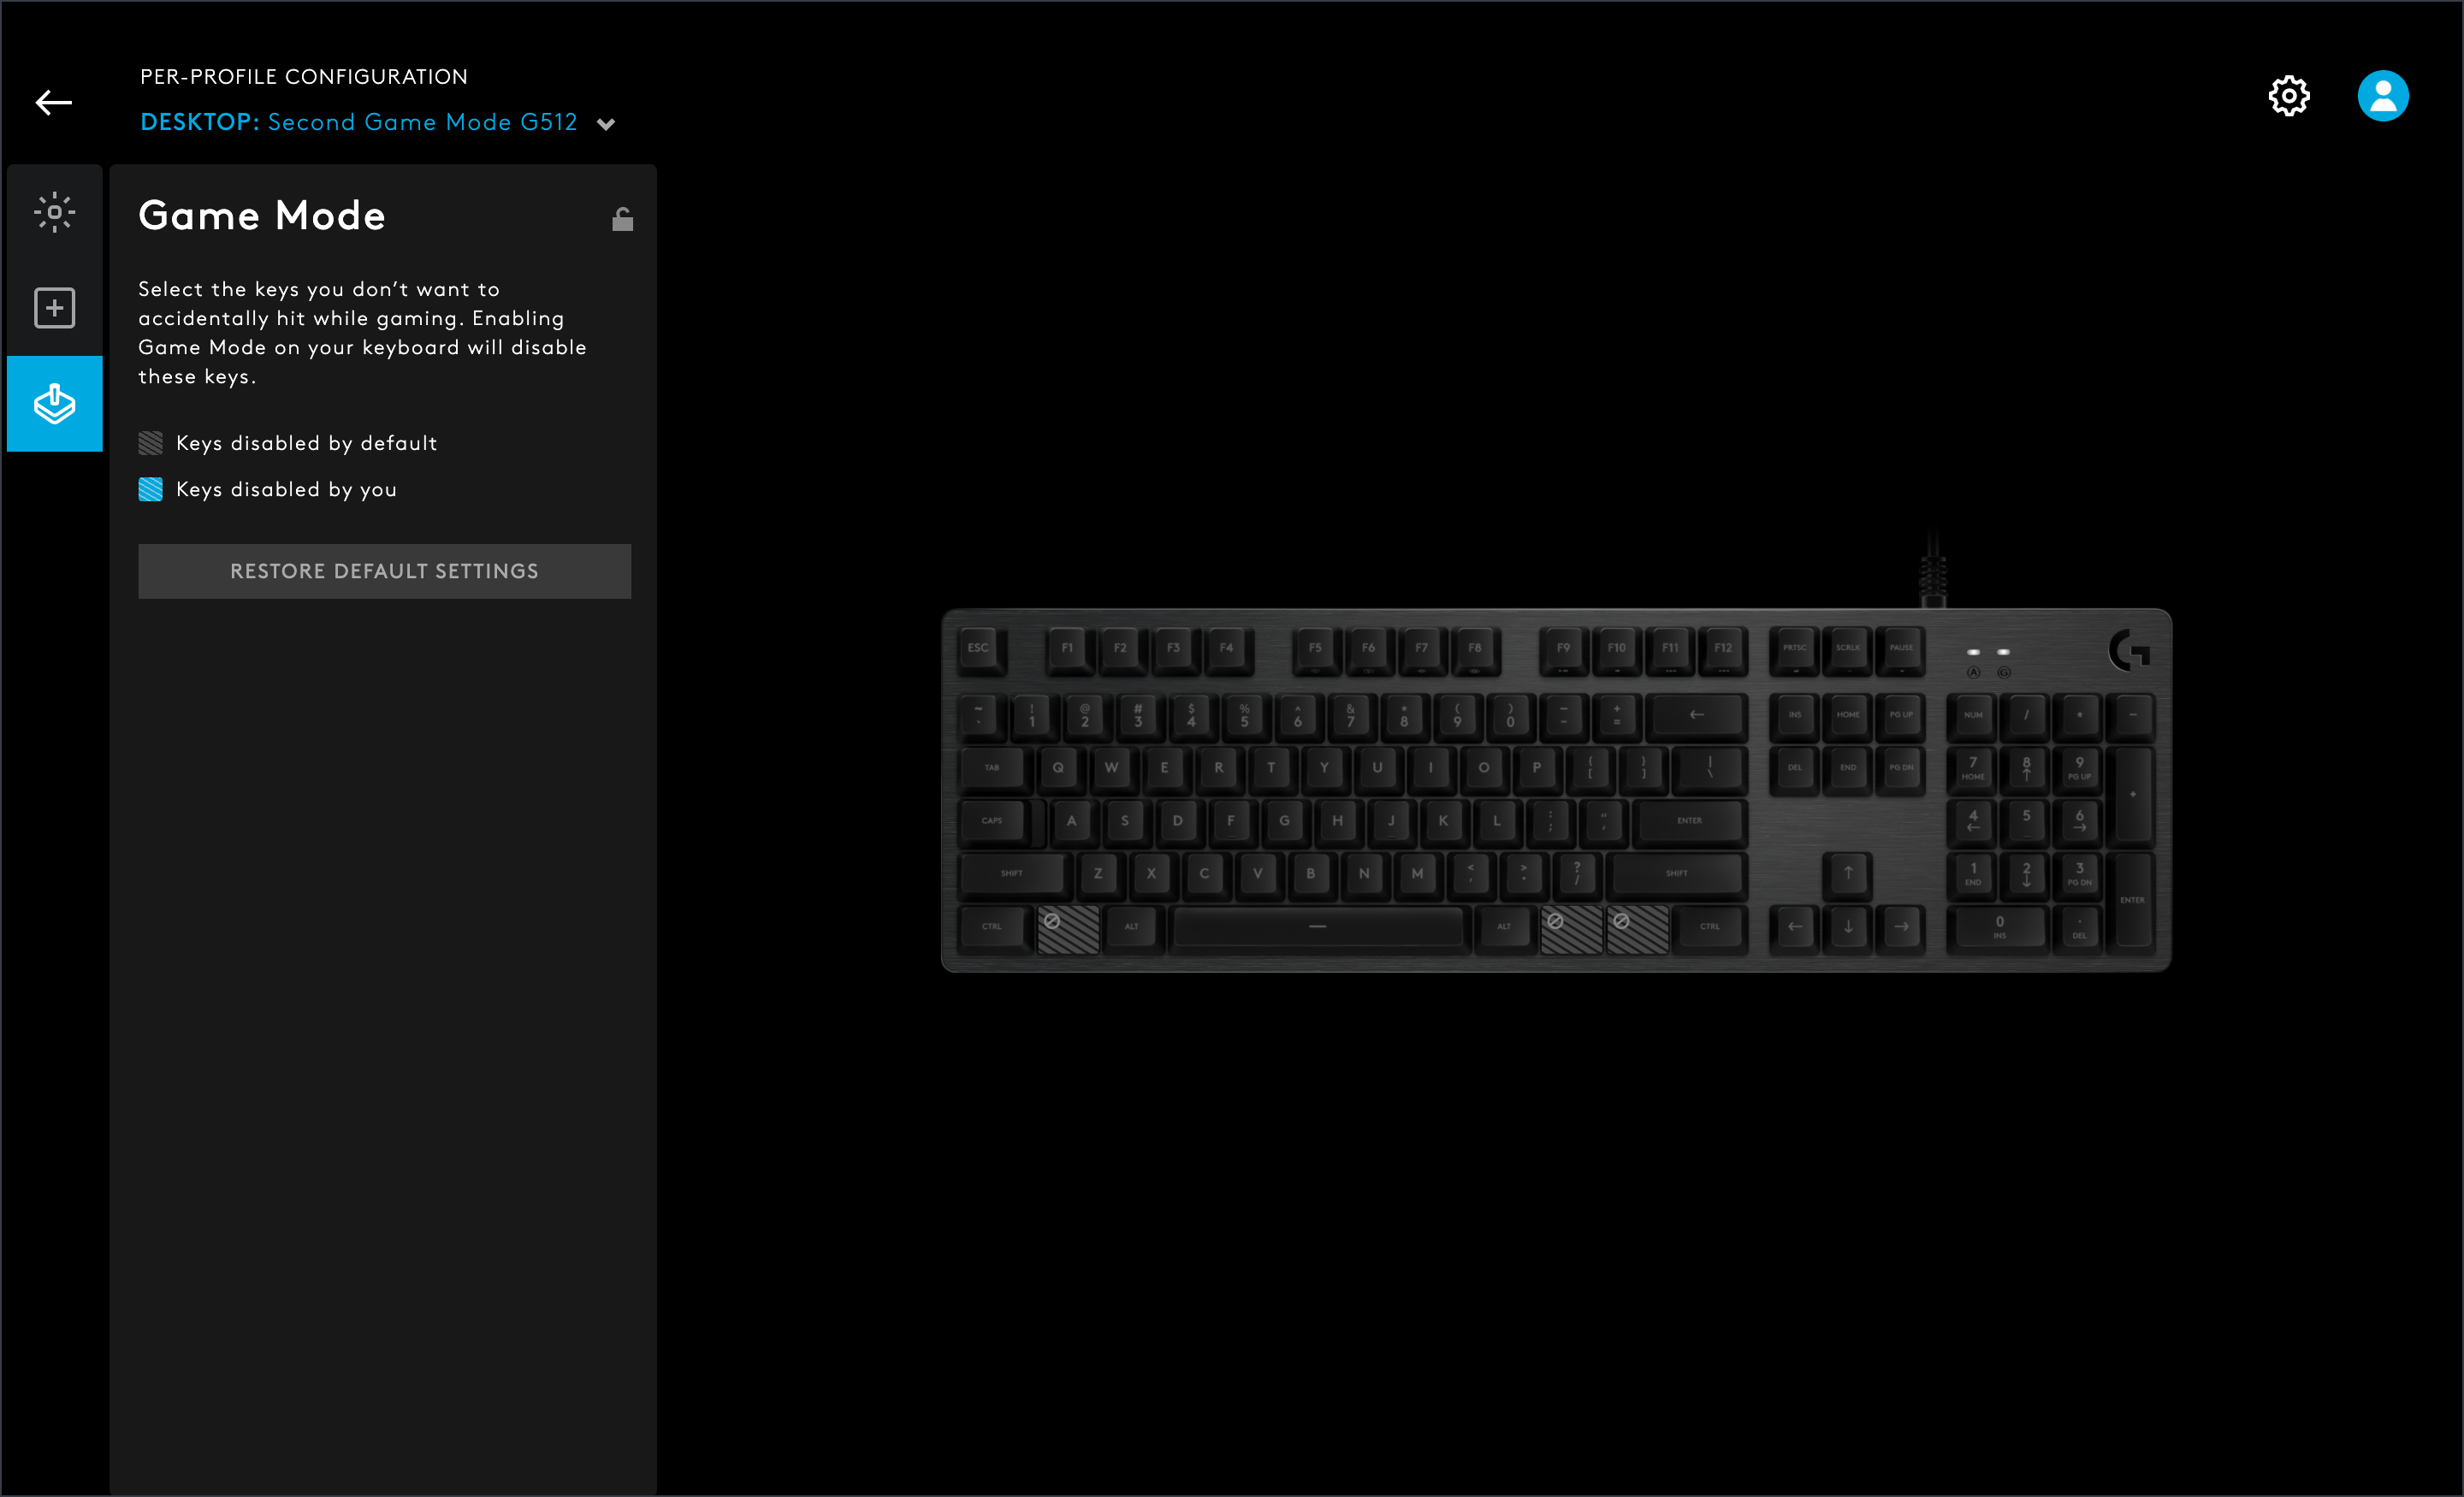 PER-PROFILE CONFIGURATION
DESKTOP: Second Game Mode G512
Game Mode
Select the keys you don’t want to
accidentally hit while gaming. Enabling
Game Mode on your keyboard will disable
these keys.
Keys disabled by default
Keys disabled by you
RESTORE DEFAULT SETTINGS
ESC F1 F2 F3 F4 F5 F6 F7 F8 F9 F10 F11 F12 PRTSC SCRLK PAUSE
A G
~ ! @ # $ % ^ & * ( ) – +
` 1 2 3 4 5 6 7 8 9 0 - = ← INS HOME PG UP NUM / * –
TAB Q W E R T Y U I O P { [ } ] | \ DEL END PG DN 7 HOME 8 ↑ 9 PG UP +
CAPS A S D F G H J K L : ; “ ‘ ENTER 4 ← 5 6 →
SHIFT Z X C V B N M < , > . ? / SHIFT ↑ 1 END 2 ↓ 3 PG DN ENTER
CTRL ALT — ALT CTRL ← ↓ → 0 INS . DEL